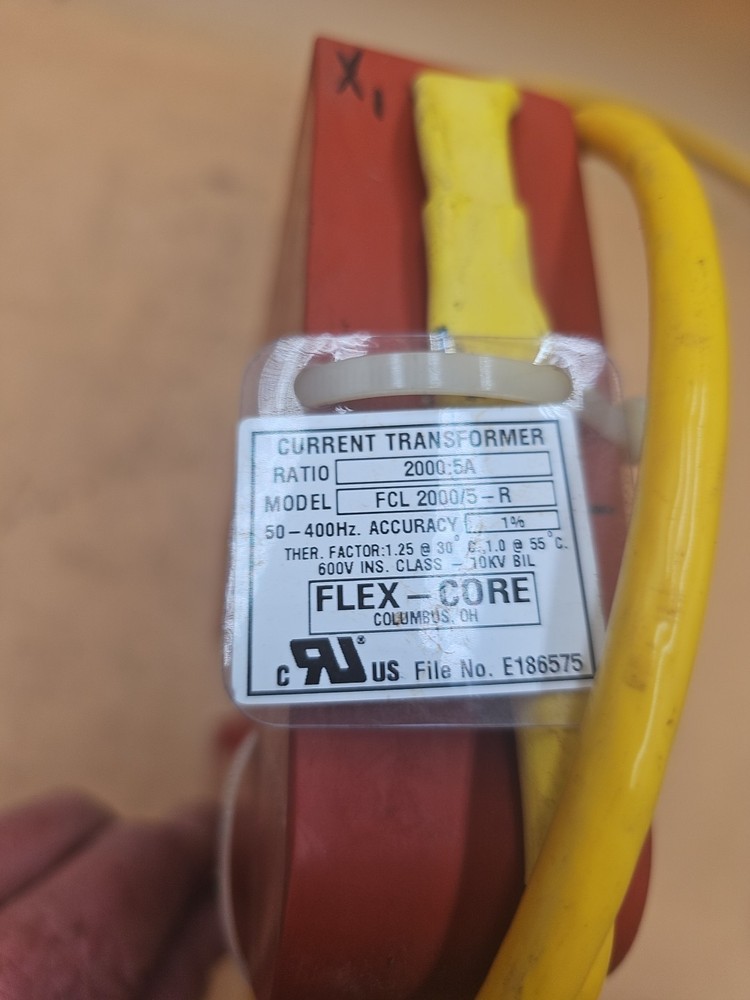 X1
CURRENT TRANSFORMER
RATIO 2000:5A
MODEL FCL 2000/5-R
50-400Hz. ACCURACY 1%
THER. FACTOR:1.25 @ 30°C.,1.0 @ 55°C.
600V INS. CLASS - 10KV BIL
FLEX-CORE
COLUMBUS, OH
C RU® US File No. E186575